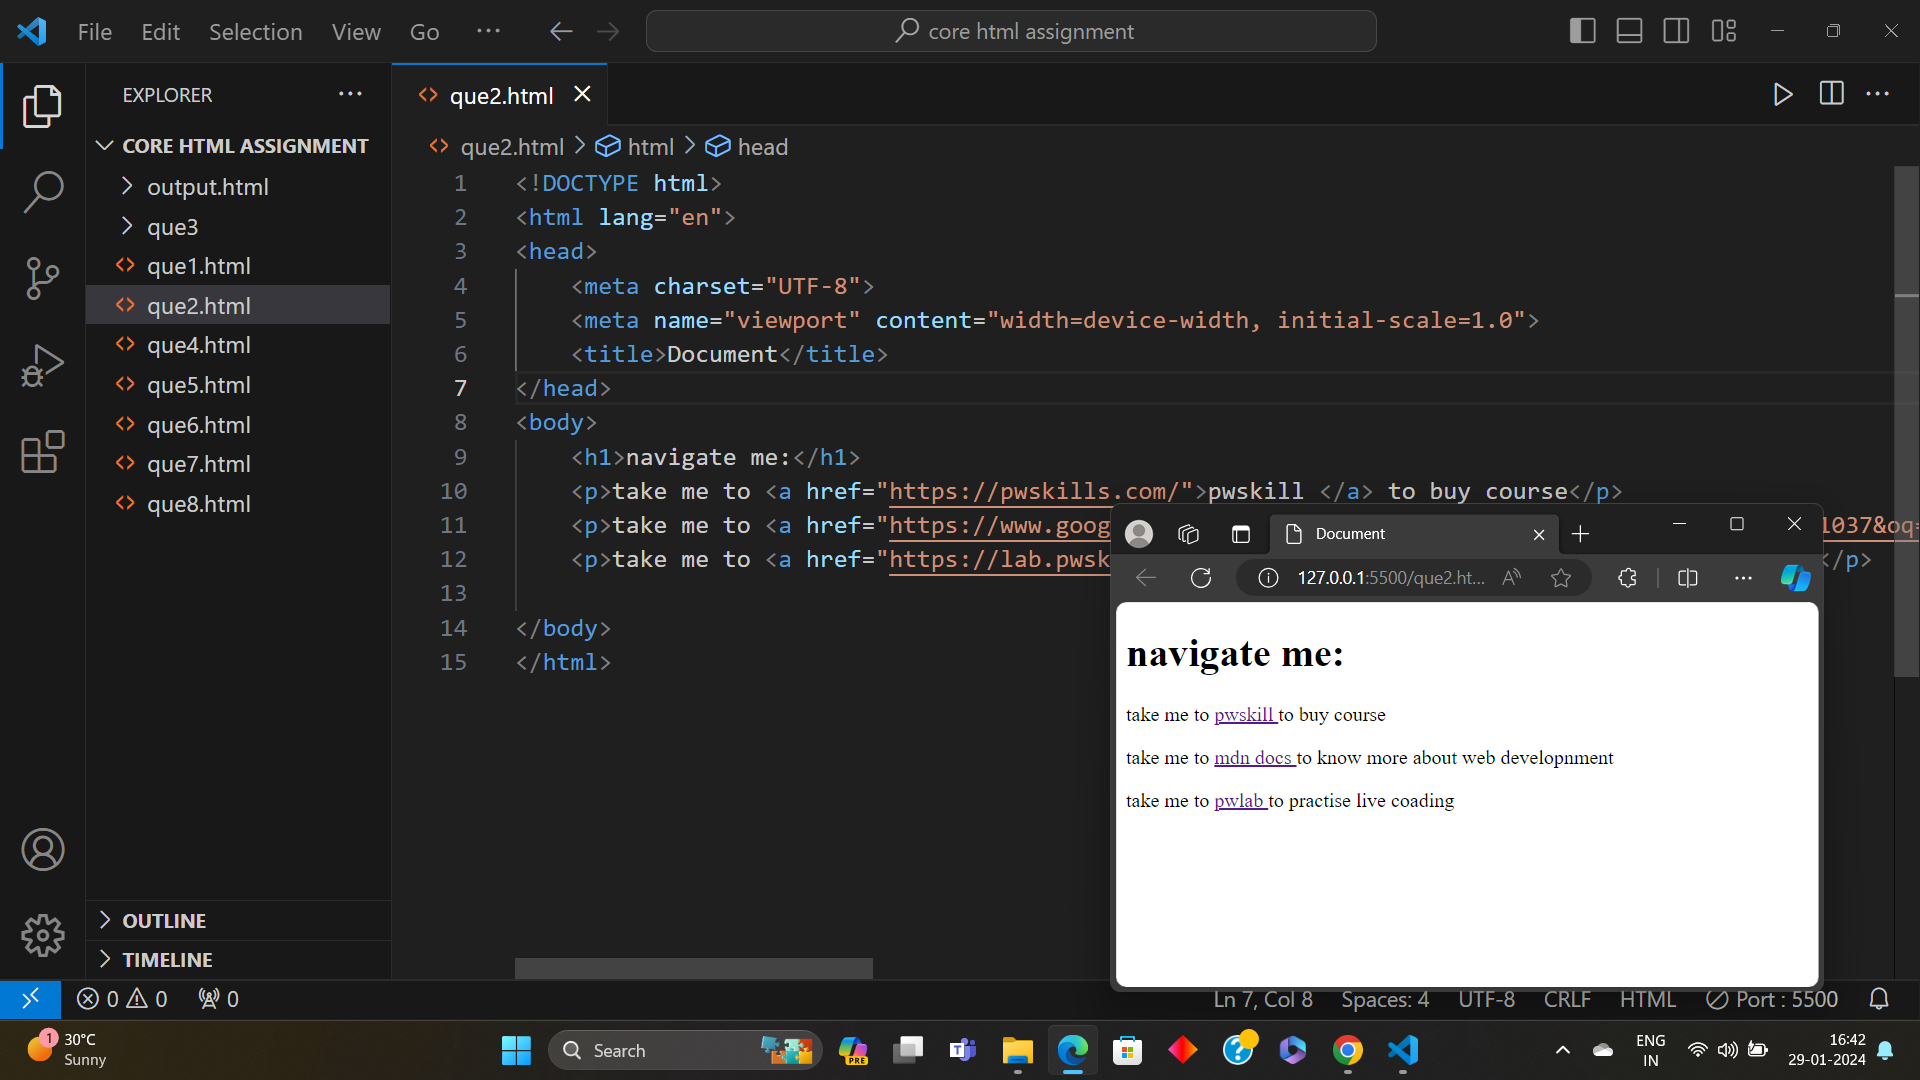 File Edit Selection View Go ··· core html assignment
EXPLORER ···
CORE HTML ASSIGNMENT
output.html
que3
que1.html
que2.html
que4.html
que5.html
que6.html
que7.html
que8.html
OUTLINE
TIMELINE
que2.html
que2.html > html > head
1 <!DOCTYPE html>
2 <html lang="en">
3 <head>
4 <meta charset="UTF-8">
5 <meta name="viewport" content="width=device-width, initial-scale=1.0">
6 <title>Document</title>
7 </head>
8 <body>
9 <h1>navigate me:</h1>
10 <p>take me to <a href="https://pwskills.com/">pwskill </a> to buy course</p>
11 <p>take me to <a href="https://www.goog 1037&oq=
12 <p>take me to <a href="https://lab.pwsk </p>
13
14 </body>
15 </html>
Document
127.0.0.1:5500/que2.ht...
navigate me:
take me to pwskill to buy course
take me to mdn docs to know more about web developnment
take me to pwlab to practise live coading
0 0 0 Ln 7, Col 8 Spaces: 4 UTF-8 CRLF HTML Port : 5500
1 30°C
Sunny
Search
PRE
ENG
IN
16:42
29-01-2024